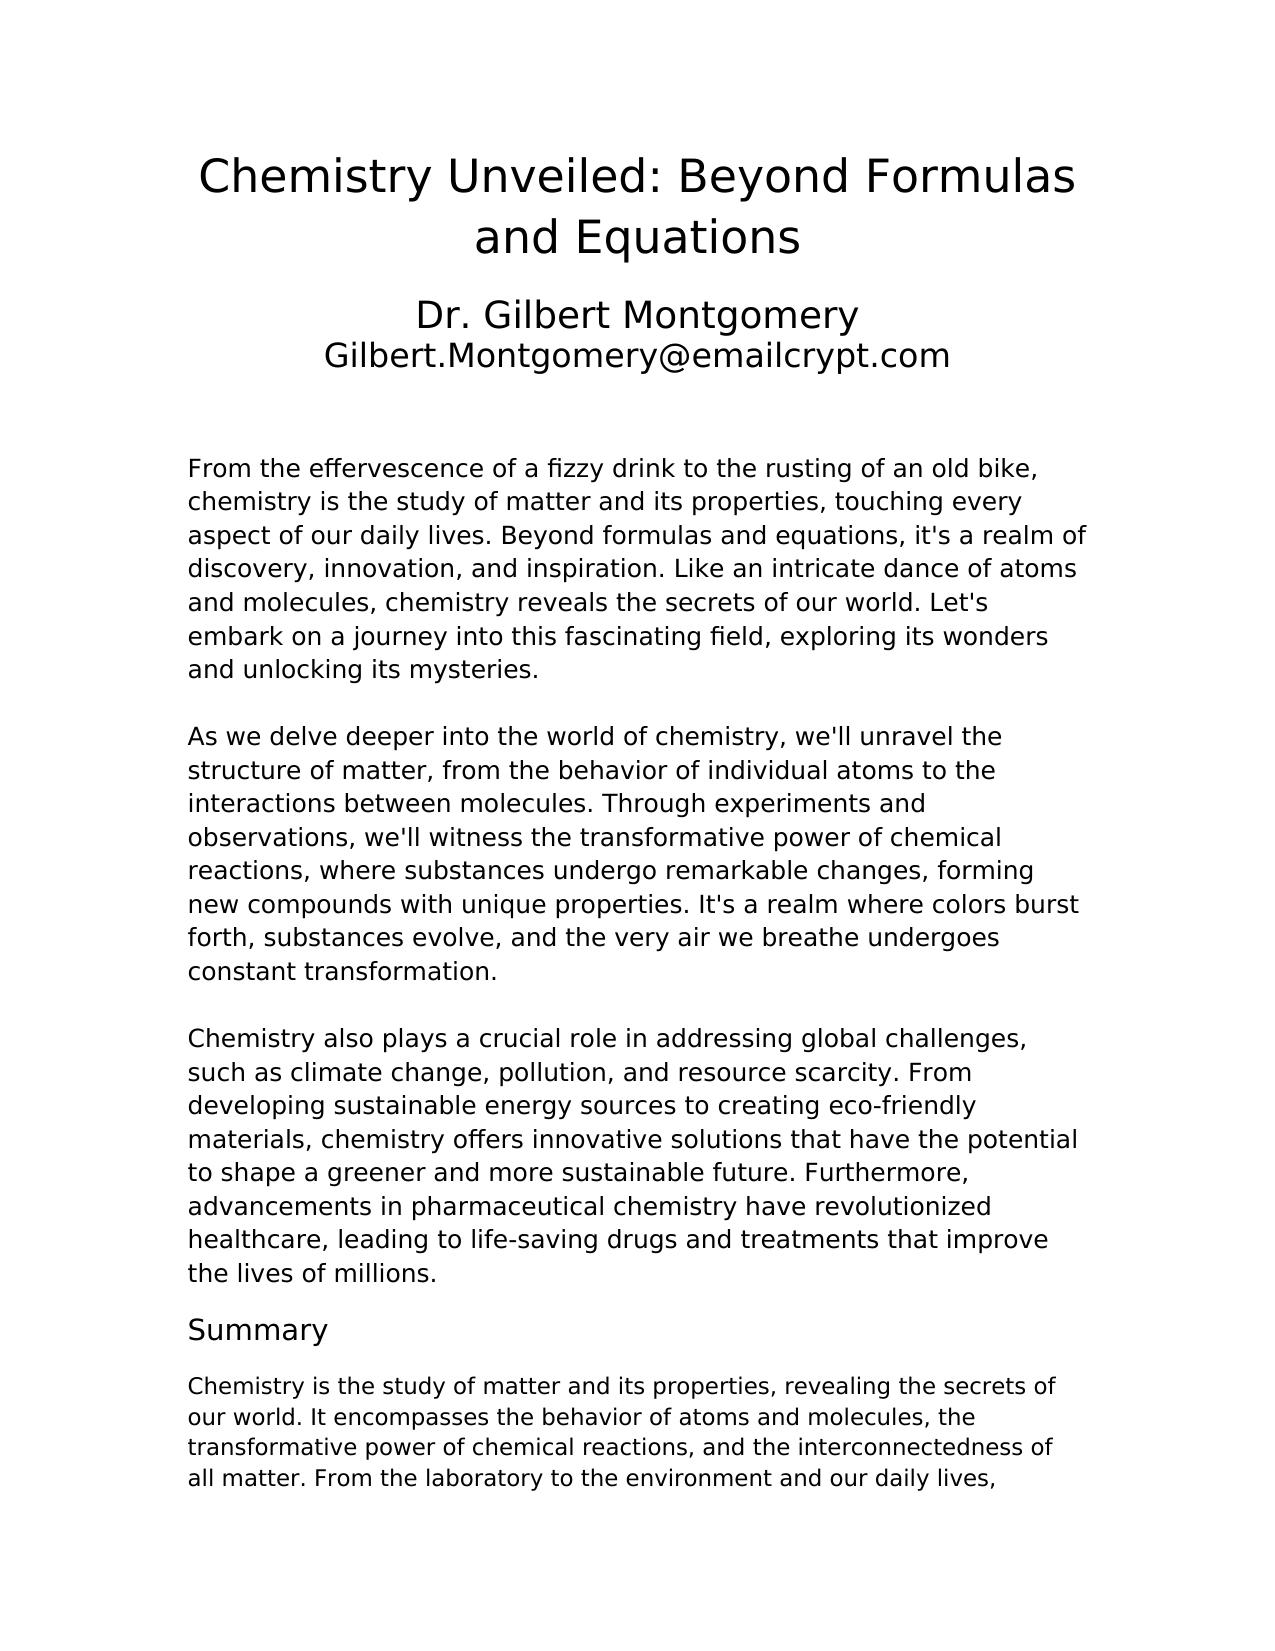 Chemistry Unveiled: Beyond Formulas
and Equations
Dr. Gilbert Montgomery
Gilbert.Montgomery@emailcrypt.com
From the effervescence of a fizzy drink to the rusting of an old bike,
chemistry is the study of matter and its properties, touching every
aspect of our daily lives. Beyond formulas and equations, it's a realm of
discovery, innovation, and inspiration. Like an intricate dance of atoms
and molecules, chemistry reveals the secrets of our world. Let's
embark on a journey into this fascinating field, exploring its wonders
and unlocking its mysteries.
As we delve deeper into the world of chemistry, we'll unravel the
structure of matter, from the behavior of individual atoms to the
interactions between molecules. Through experiments and
observations, we'll witness the transformative power of chemical
reactions, where substances undergo remarkable changes, forming
new compounds with unique properties. It's a realm where colors burst
forth, substances evolve, and the very air we breathe undergoes
constant transformation.
Chemistry also plays a crucial role in addressing global challenges,
such as climate change, pollution, and resource scarcity. From
developing sustainable energy sources to creating eco-friendly
materials, chemistry offers innovative solutions that have the potential
to shape a greener and more sustainable future. Furthermore,
advancements in pharmaceutical chemistry have revolutionized
healthcare, leading to life-saving drugs and treatments that improve
the lives of millions.
Summary
Chemistry is the study of matter and its properties, revealing the secrets of
our world. It encompasses the behavior of atoms and molecules, the
transformative power of chemical reactions, and the interconnectedness of
all matter. From the laboratory to the environment and our daily lives,